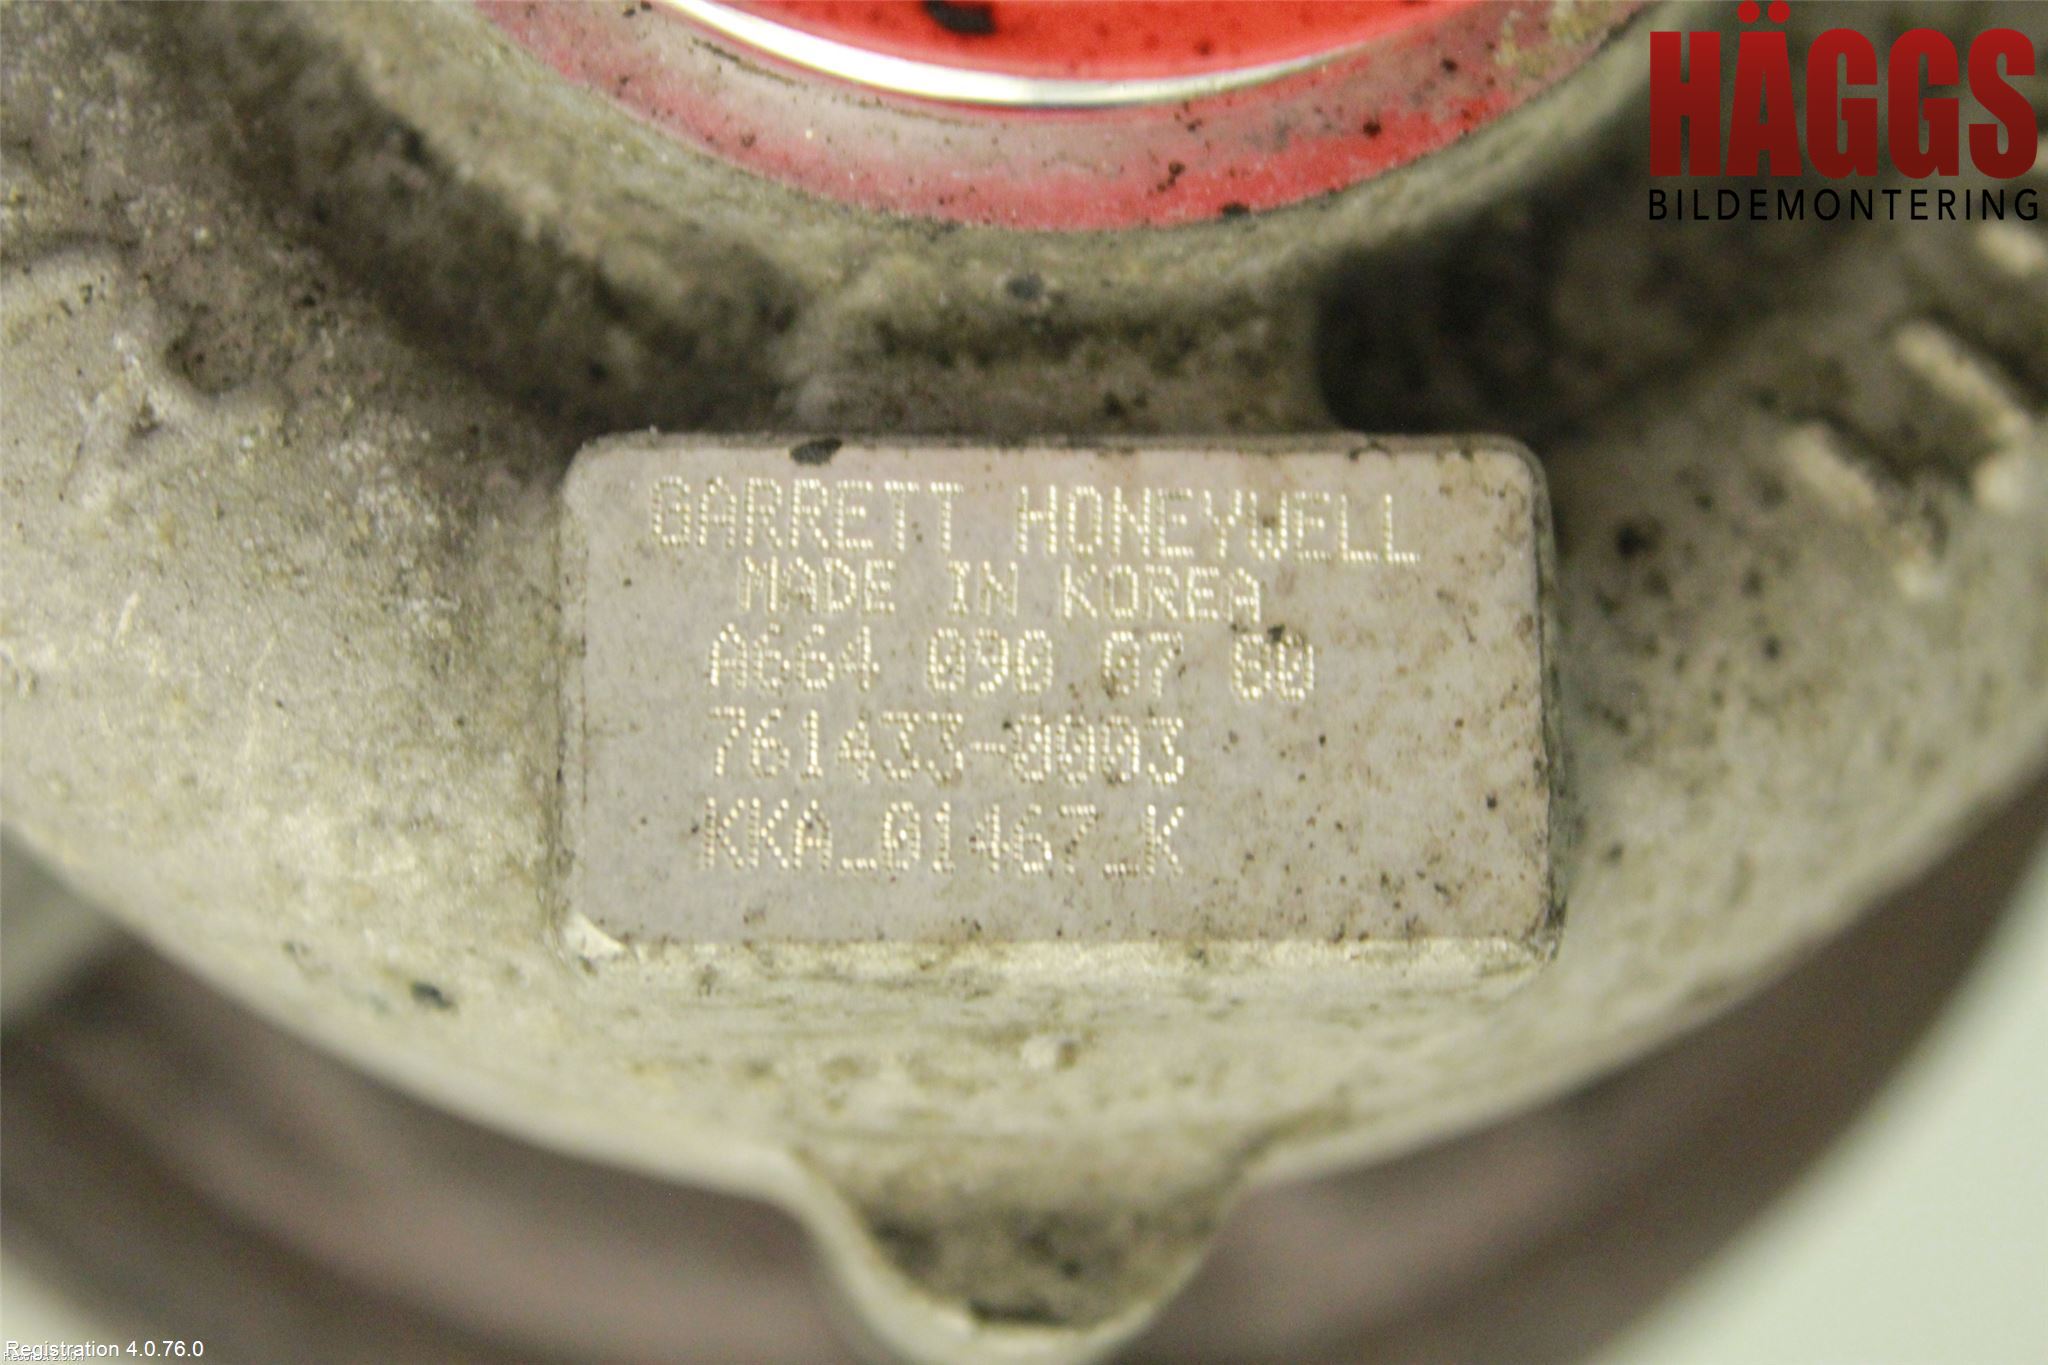 HÄGGS
BILDEMONTERING
GARRETT HONEYWELL
MADE IN KOREA
A664 090 07 80
761433-0003
KKA_01467_K
Registration 4.0.76.0